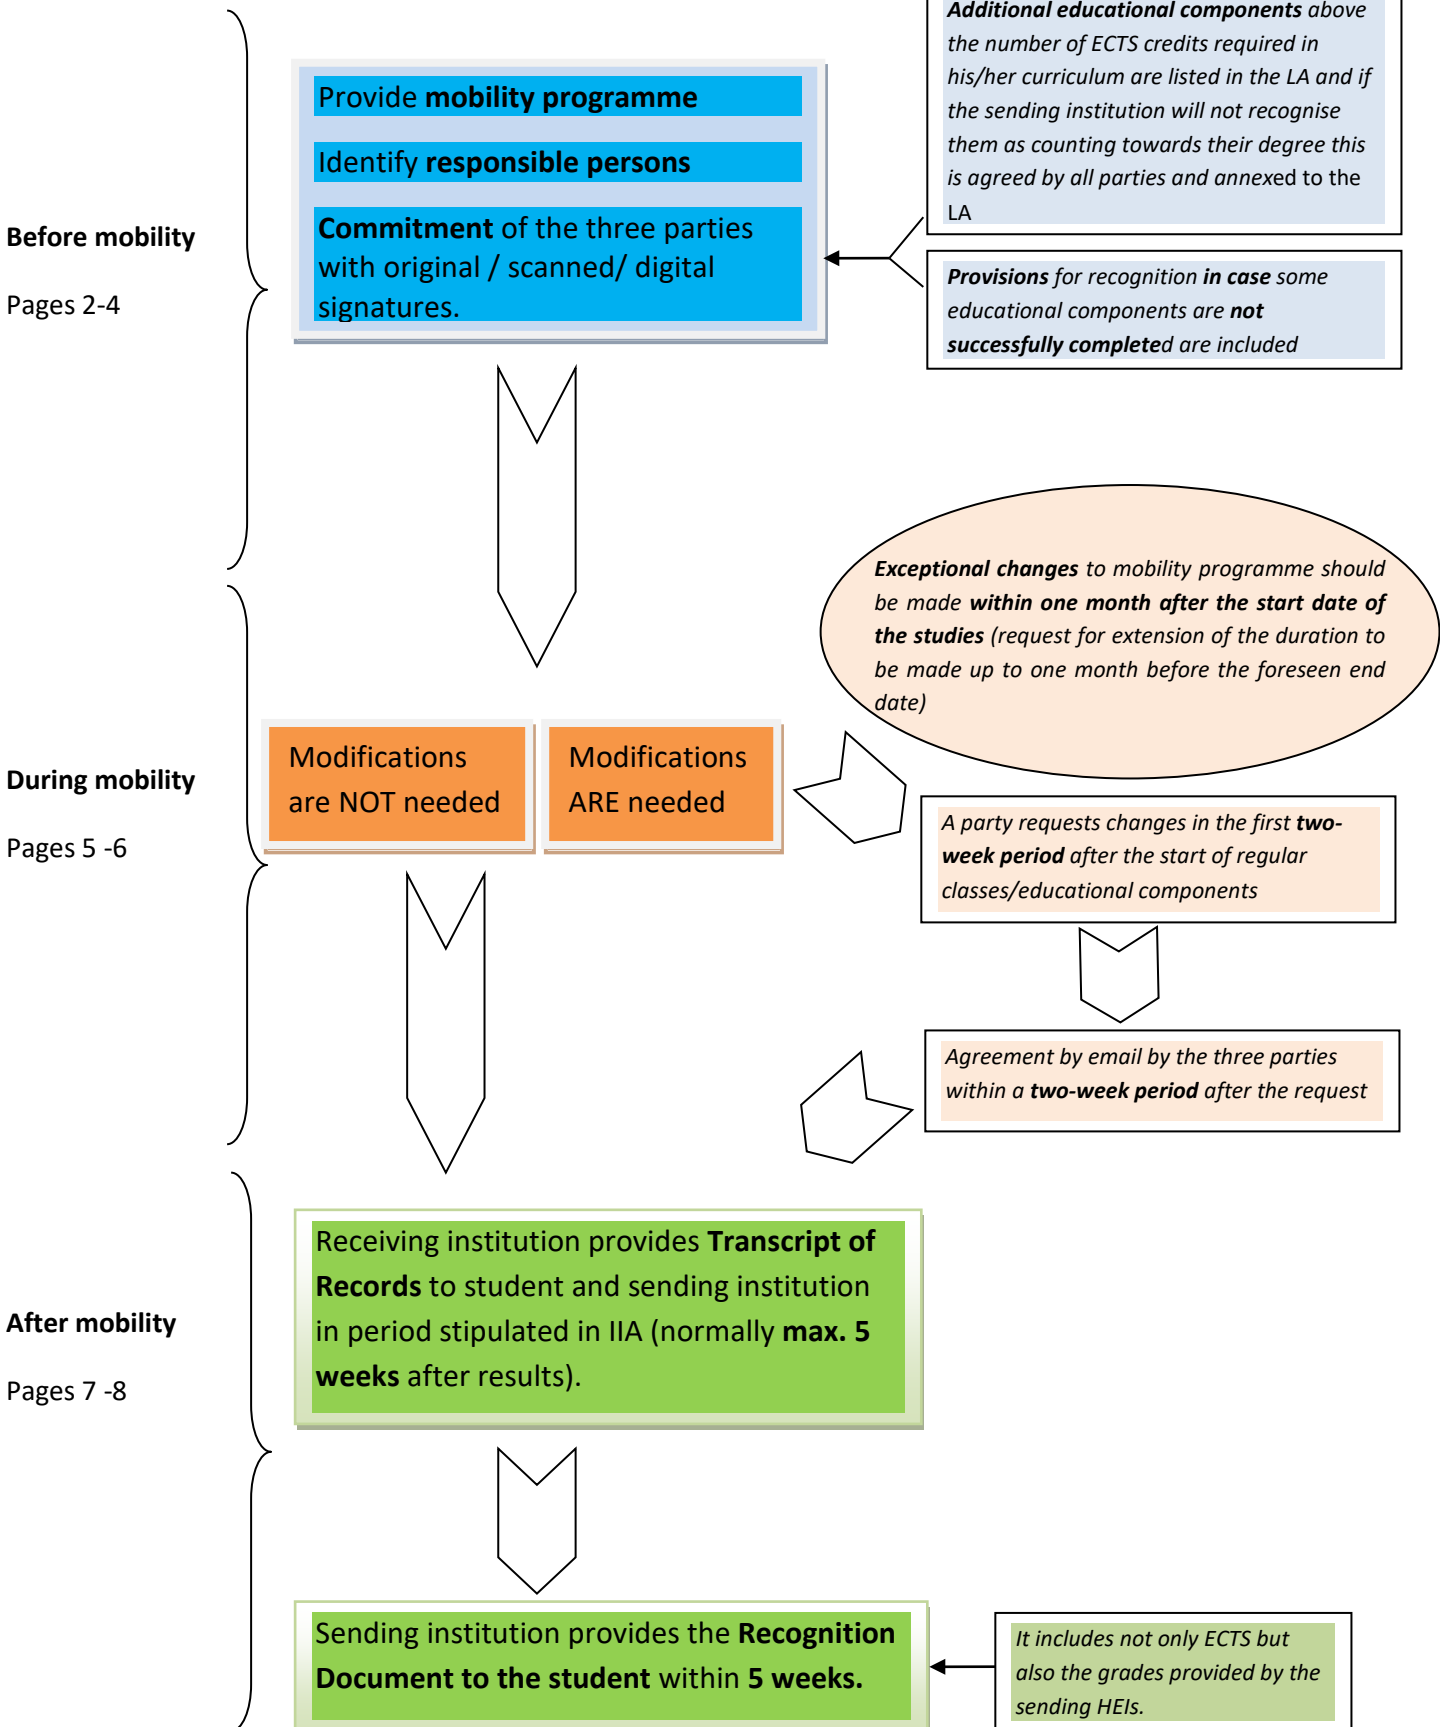 Additional educational components above
the number of ECTS credits required in
his/her curriculum are listed in the LA and if
the sending institution will not recognise
them as counting towards their degree this
is agreed by all parties and annexed to the
LA
Provide mobility programme
Identify responsible persons
Commitment of the three parties
with original / scanned/ digital
signatures.
Before mobility
Pages 2-4
Provisions for recognition in case some
educational components are not
successfully completed are included
Exceptional changes to mobility programme should
be made within one month after the start date of
the studies (request for extension of the duration to
be made up to one month before the foreseen end
date)
During mobility
Pages 5 -6
Modifications
are NOT needed
Modifications
ARE needed
A party requests changes in the first two-
week period after the start of regular
classes/educational components
Agreement by email by the three parties
within a two-week period after the request
After mobility
Pages 7 -8
Receiving institution provides Transcript of
Records to student and sending institution
in period stipulated in IIA (normally max. 5
weeks after results).
Sending institution provides the Recognition
Document to the student within 5 weeks.
It includes not only ECTS but
also the grades provided by the
sending HEIs.